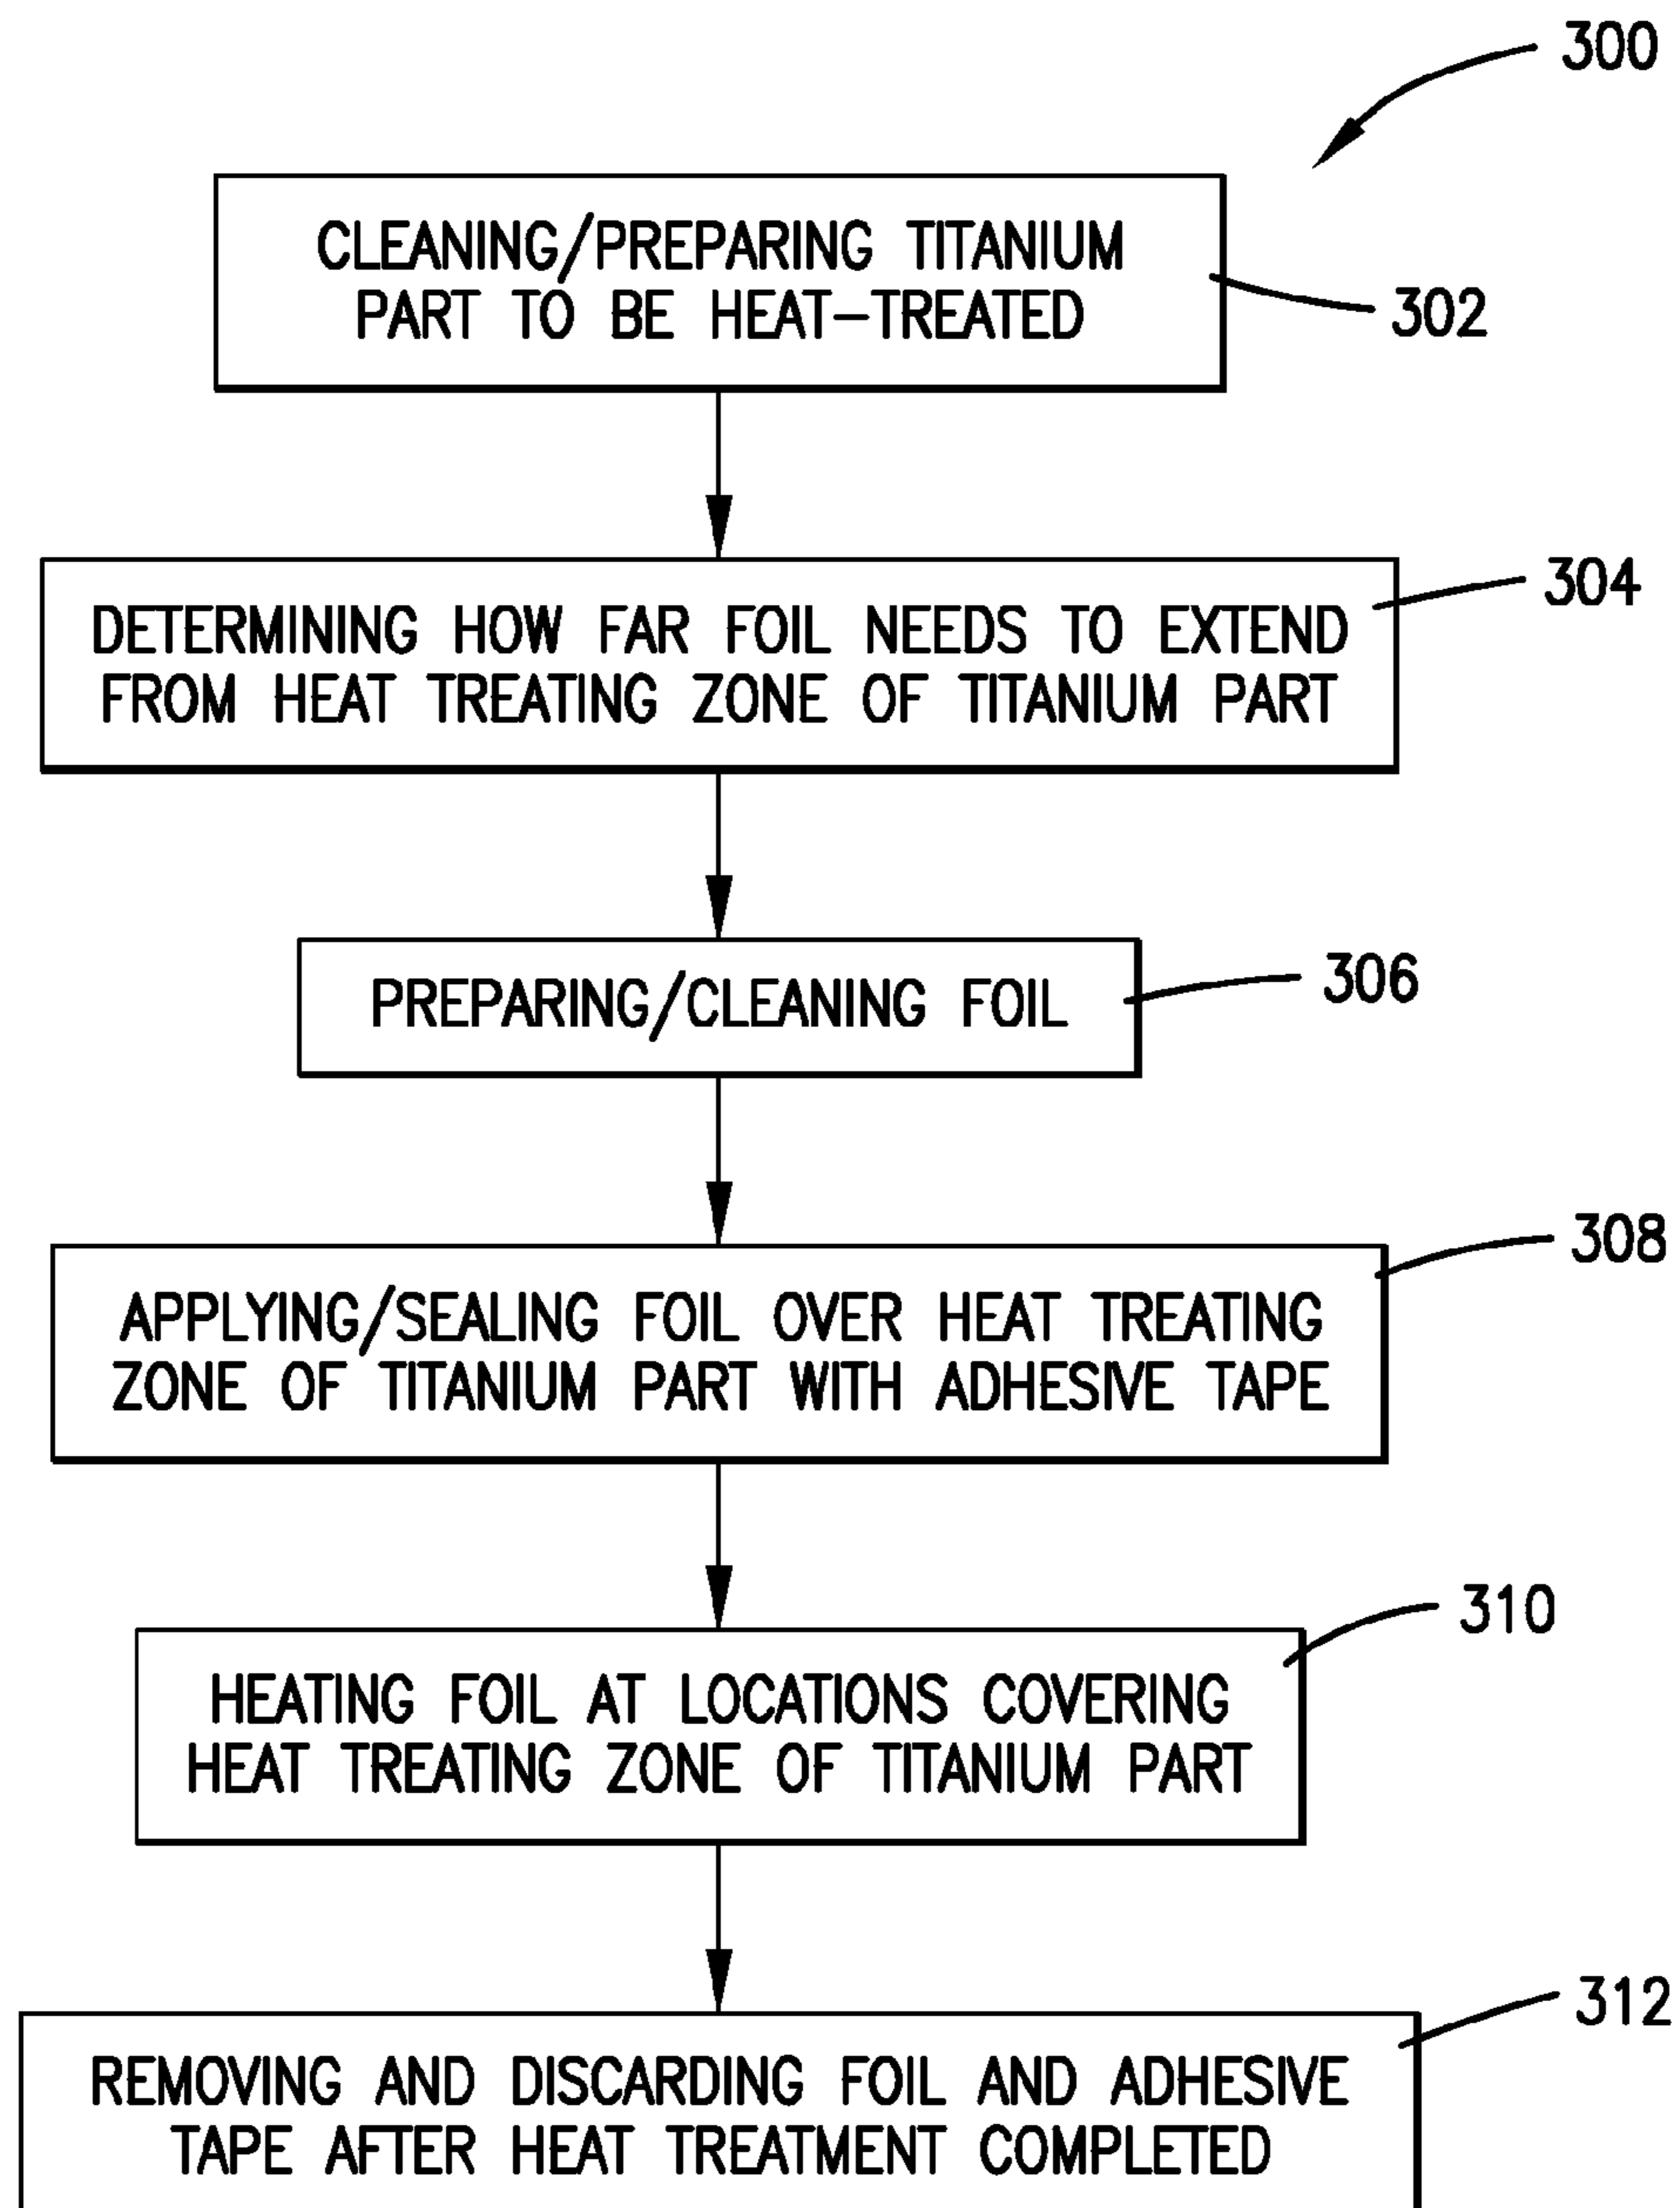 300
CLEANING/PREPARING TITANIUM
PART TO BE HEAT-TREATED
302
DETERMINING HOW FAR FOIL NEEDS TO EXTEND
FROM HEAT TREATING ZONE OF TITANIUM PART
304
PREPARING/CLEANING FOIL
306
APPLYING/SEALING FOIL OVER HEAT TREATING
ZONE OF TITANIUM PART WITH ADHESIVE TAPE
308
HEATING FOIL AT LOCATIONS COVERING
HEAT TREATING ZONE OF TITANIUM PART
310
REMOVING AND DISCARDING FOIL AND ADHESIVE
TAPE AFTER HEAT TREATMENT COMPLETED
312